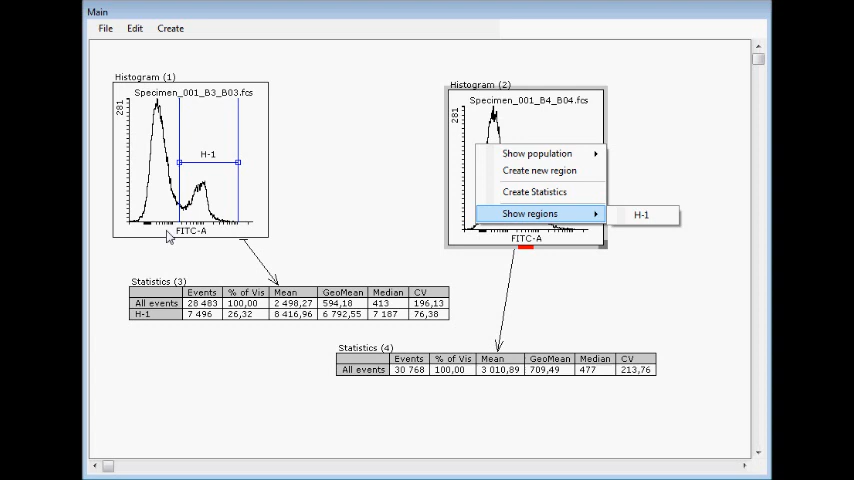 Main
File Edit Create
Histogram (1)
Specimen_001_B3_B03.fcs
281
H-1
FITC-A
Histogram (2)
Specimen_001_B4_B04.fcs
281
Show population
Create new region
Create Statistics
Show regions
H-1
FITC-A
Statistics (3)
Events % of Vis Mean GeoMean Median CV
All events 28 483 100,00 2 498,27 594,18 413 196,13
H-1 7 496 26,32 8 416,96 6 792,55 7 187 76,38
Statistics (4)
Events % of Vis Mean GeoMean Median CV
All events 30 768 100,00 3 010,89 709,49 477 213,76